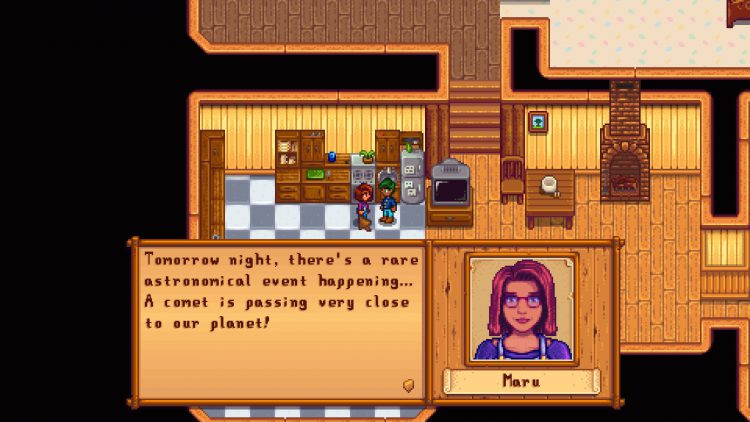 Tomorrow night, there's a rare
astronomical event happening...
A comet is passing very close
to our planet!
Maru